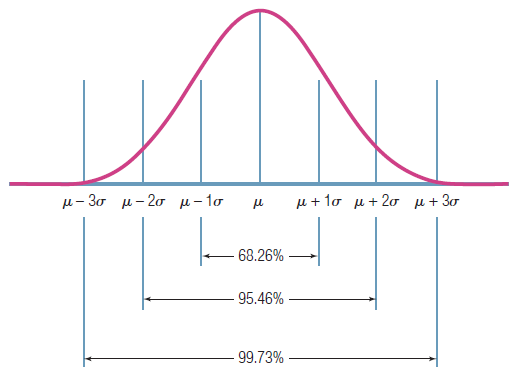 μ – 3σ μ – 2σ μ – 1σ μ μ + 1σ μ + 2σ μ + 3σ
68.26%
95.46%
99.73%